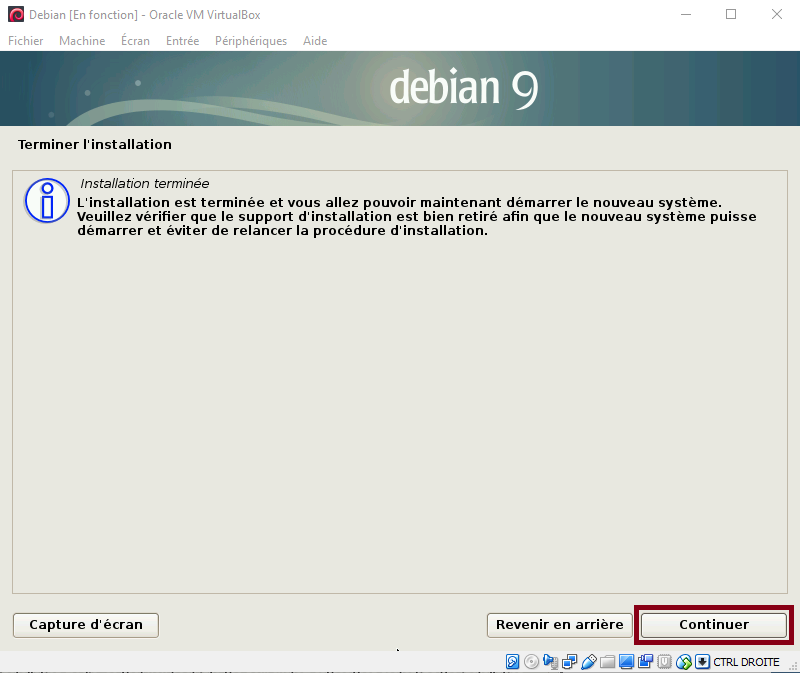 Debian [En fonction] - Oracle VM VirtualBox
Fichier Machine Écran Entrée Périphériques Aide
debian 9
Terminer l'installation
Installation terminée
L'installation est terminée et vous allez pouvoir maintenant démarrer le nouveau système.
Veuillez vérifier que le support d'installation est bien retiré afin que le nouveau système puisse
démarrer et éviter de relancer la procédure d'installation.
Capture d'écran Revenir en arrière Continuer
CTRL DROITE